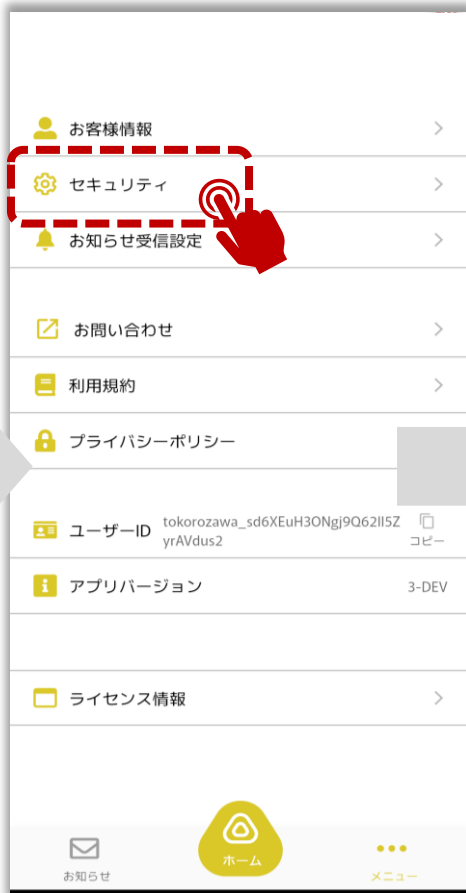 お客様情報
セキュリティ
お知らせ受信設定
お問い合わせ
利用規約
プライバシーポリシー
ユーザーID tokorozawa_sd6XEuH3ONgj9Q62lI5Z
yrAVdus2
コピー
アプリバージョン 3-DEV
ライセンス情報
お知らせ
ホーム
メニュー